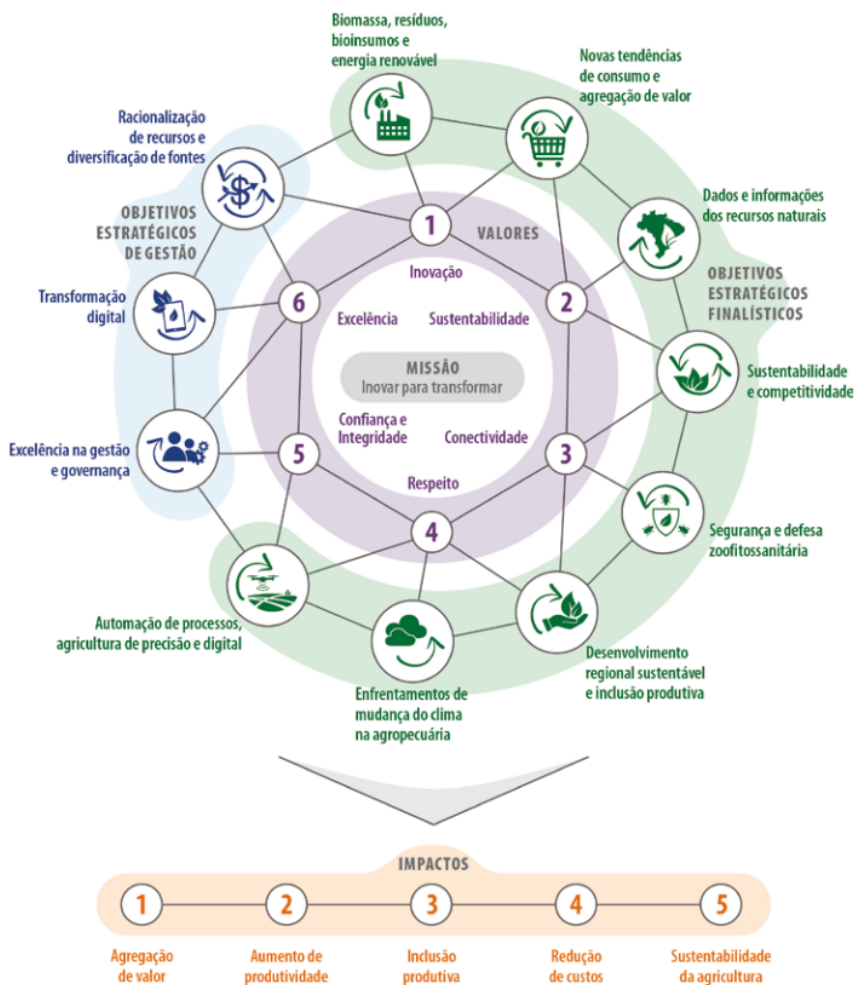 Biomassa, resíduos,
bioinsumos e
energia renovável
Novas tendências
de consumo e
agregação de valor
Racionalização
de recursos e
diversificação de fontes
Dados e informações
dos recursos naturais
OBJETIVOS
ESTRATÉGICOS
DE GESTÃO
VALORES
1
Inovação
OBJETIVOS
ESTRATÉGICOS
FINALÍSTICOS
Transformação
digital
6
2
Excelência
Sustentabilidade
MISSÃO
Inovar para transformar
Sustentabilidade
e competitividade
Confiança e
Integridade
Conectividade
Excelência na gestão
e governança
5
3
Respeito
4
Segurança e defesa
zoofitossanitária
Automação de processos,
agricultura de precisão e digital
Desenvolvimento
regional sustentável
e inclusão produtiva
Enfrentamentos de
mudança do clima
na agropecuária
IMPACTOS
1
2
3
4
5
Agregação
de valor
Aumento de
produtividade
Inclusão
produtiva
Redução
de custos
Sustentabilidade
da agricultura